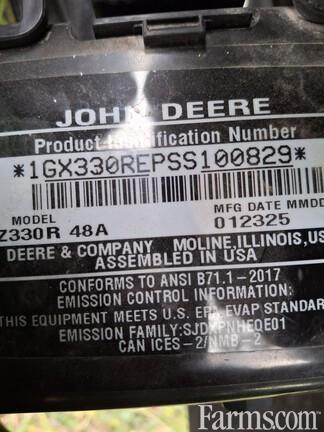 JOHN DEERE
Product Identification Number
*1GX330REPSS100829*
MODEL
Z330R 48A
MFG DATE MMDD
012325
DEERE & COMPANY MOLINE, ILLINOIS, US
ASSEMBLED IN USA
CONFORMS TO ANSI B71.1 - 2017
EMISSION CONTROL INFORMATION:
THIS EQUIPMENT MEETS U.S. EPA EVAP STANDAR
EMISSION FAMILY:
CAN ICES-2/NMB-2
Farms.com